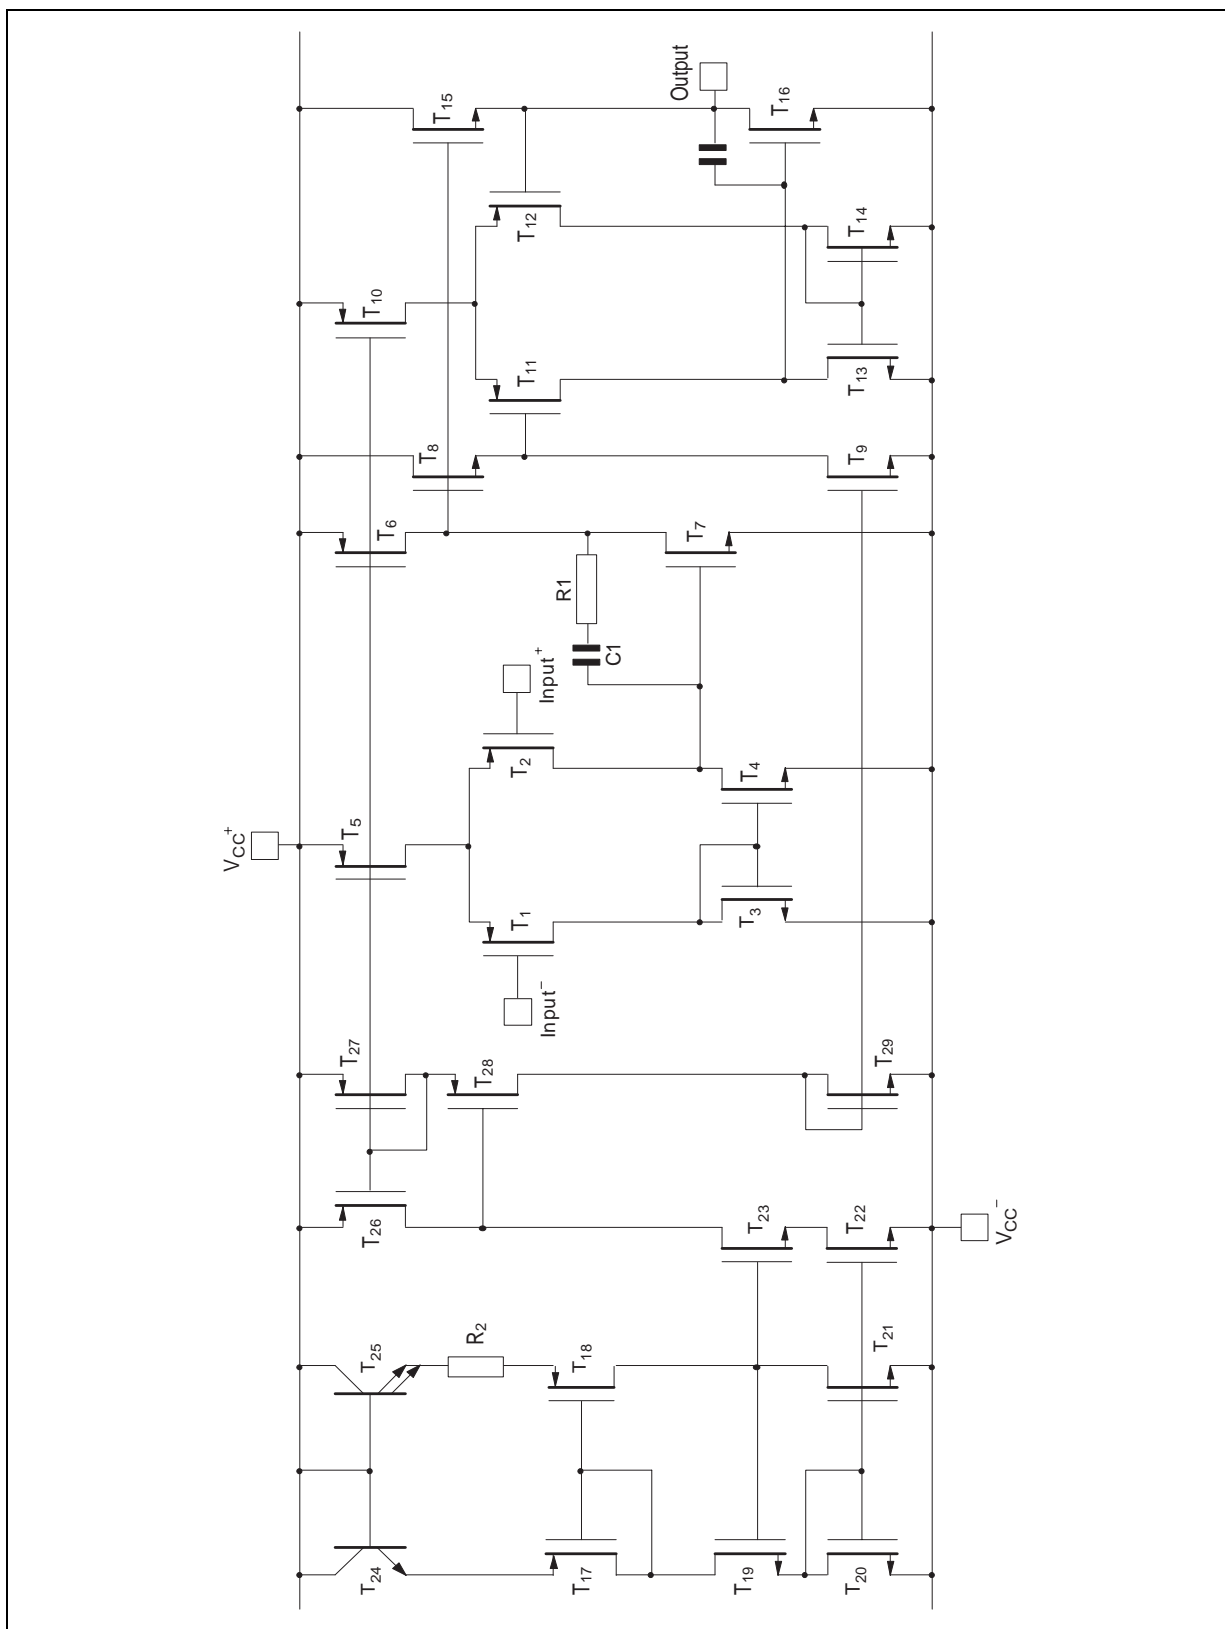 Output
T15
T16
T12
T14
T10
T11
T13
T8
T9
T6
T7
R1
C1
Input+
T2
T4
VCC+
T5
T1
T3
Input-
T27
T28
T29
T26
T23
T22
VCC-
T25
R2
T18
T21
T24
T17
T19
T20